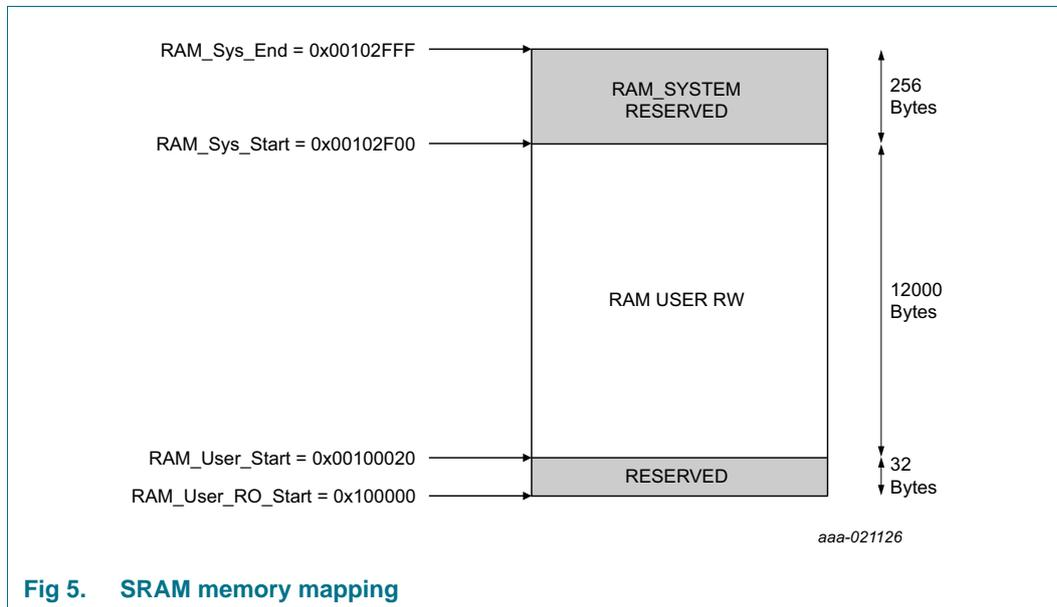 RAM_Sys_End = 0x00102FFF
RAM_SYSTEM
RESERVED
256
Bytes
RAM_Sys_Start = 0x00102F00
RAM USER RW
12000
Bytes
RAM_User_Start = 0x00100020
RESERVED
32
Bytes
RAM_User_RO_Start = 0x100000
aaa-021126
Fig 5. SRAM memory mapping